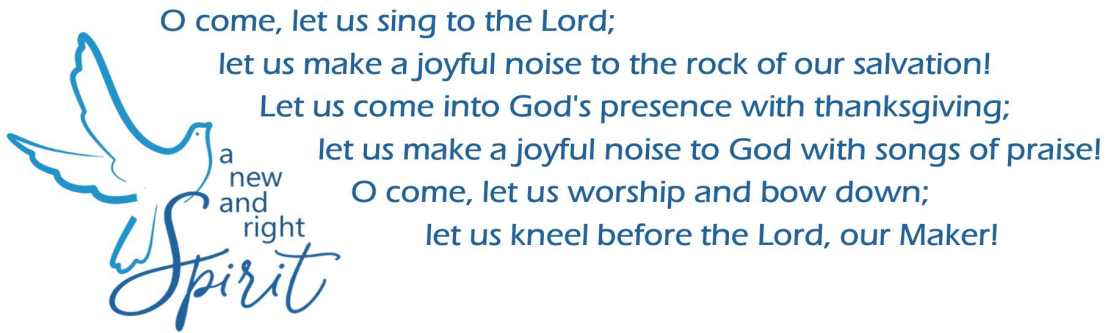 O come, let us sing to the Lord;
let us make a joyful noise to the rock of our salvation!
Let us come into God's presence with thanksgiving;
let us make a joyful noise to God with songs of praise!
O come, let us worship and bow down;
let us kneel before the Lord, our Maker!
a
new
and
right
Spirit